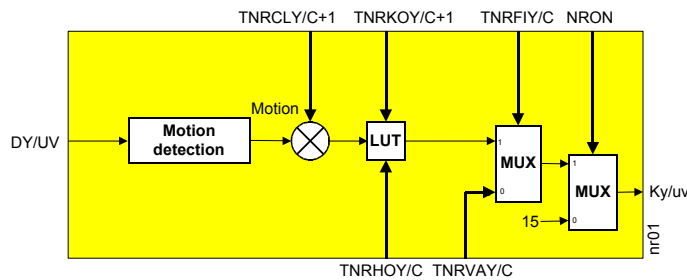 TNRCLY/C+1 TNRKOY/C+1 TNRFIY/C NRON
Motion
DY/UV
Motion
detection
LUT
1
MUX
0
1
MUX
0
15
Ky/uv
nr01
TNRHOY/C TNRVAY/C